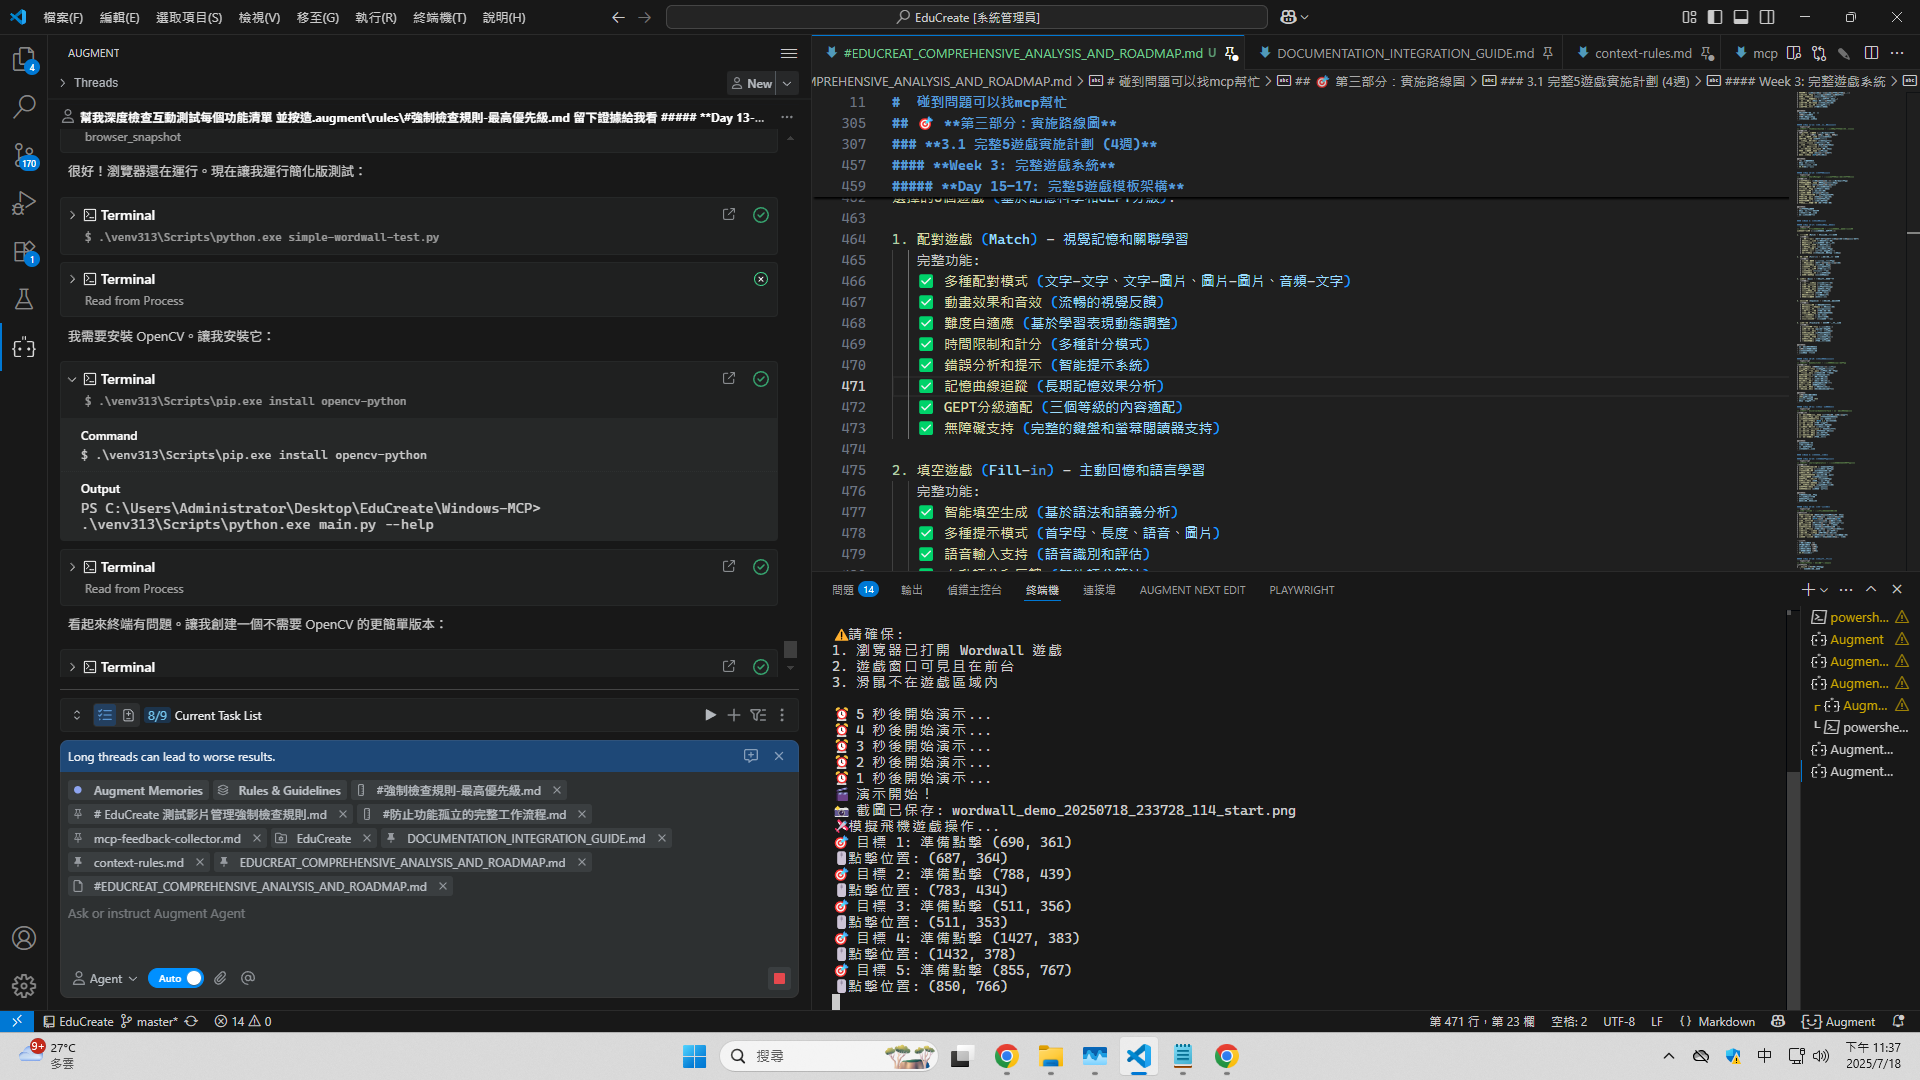 檔案(F) 編輯(E) 選取項目(S) 檢視(V) 移至(G) 執行(R) 終端機(T) 說明(H)
EduCreate [系統管理員]
AUGMENT
Threads
New
幫我深度檢查互動測試每個功能清單 並按造.augment\rules\#強制檢查規則-最高優先級.md 留下證據給我看 ##### **Day 13-...
browser_snapshot
很好！瀏覽器還在運行。現在讓我運行簡化版測試：
Terminal
$ .\venv313\Scripts\python.exe simple-wordwall-test.py
Terminal
Read from Process
我需要安裝 OpenCV。讓我安裝它：
Terminal
$ .\venv313\Scripts\pip.exe install opencv-python
Command
$ .\venv313\Scripts\pip.exe install opencv-python
Output
PS C:\Users\Administrator\Desktop\EduCreate\Windows-MCP>
.\venv313\Scripts\python.exe main.py --help
Terminal
Read from Process
看起來終端有問題。讓我創建一個不需要 OpenCV 的更簡單版本：
Terminal
8/9 Current Task List
Long threads can lead to worse results.
Augment Memories Rules & Guidelines #強制檢查規則-最高優先級.md
# EduCreate 測試影片管理強制檢查規則.md #防止功能孤立的完整工作流程.md
mcp-feedback-collector.md EduCreate DOCUMENTATION_INTEGRATION_GUIDE.md
context-rules.md EDUCREAT_COMPREHENSIVE_ANALYSIS_AND_ROADMAP.md
#EDUCREAT_COMPREHENSIVE_ANALYSIS_AND_ROADMAP.md
Ask or instruct Augment Agent
Agent Auto
4
170
1
#EDUCREAT_COMPREHENSIVE_ANALYSIS_AND_ROADMAP.md U DOCUMENTATION_INTEGRATION_GUIDE.md context-rules.md mcp
MPREHENSIVE_ANALYSIS_AND_ROADMAP.md > # 碰到問題可以找mcp幫忙 > ## 🎯 第三部分：實施路線圖 > ### 3.1 完整5遊戲實施計劃 (4週) > #### Week 3: 完整遊戲系統 >
11 # 碰到問題可以找mcp幫忙
305 ## 🎯 **第三部分：實施路線圖**
307 ### **3.1 完整5遊戲實施計劃 (4週)**
457 #### **Week 3: 完整遊戲系統**
459 ##### **Day 15-17: 完整5遊戲模板架構**
463
464 1. 配對遊戲 (Match) - 視覺記憶和關聯學習
465 完整功能:
466 ✅ 多種配對模式 (文字-文字、文字-圖片、圖片-圖片、音頻-文字)
467 ✅ 動畫效果和音效 (流暢的視覺反饋)
468 ✅ 難度自適應 (基於學習表現動態調整)
469 ✅ 時間限制和計分 (多種計分模式)
470 ✅ 錯誤分析和提示 (智能提示系統)
471 ✅ 記憶曲線追蹤 (長期記憶效果分析)
472 ✅ GEPT分級適配 (三個等級的內容適配)
473 ✅ 無障礙支持 (完整的鍵盤和螢幕閱讀器支持)
474
475 2. 填空遊戲 (Fill-in) - 主動回憶和語言學習
476 完整功能:
477 ✅ 智能填空生成 (基於語法和語義分析)
478 ✅ 多種提示模式 (首字母、長度、語音、圖片)
479 ✅ 語音輸入支持 (語音識別和評估)
問題 14 輸出 偵錯主控台 終端機 連接埠 AUGMENT NEXT EDIT PLAYWRIGHT
⚠️請確保:
1. 瀏覽器已打開 Wordwall 遊戲
2. 遊戲窗口可見且在前台
3. 滑鼠不在遊戲區域內
⏰ 5 秒後開始演示...
⏰ 4 秒後開始演示...
⏰ 3 秒後開始演示...
⏰ 2 秒後開始演示...
⏰ 1 秒後開始演示...
🎬 演示開始！
📸 截圖已保存: wordwall_demo_20250718_233728_114_start.png
模擬飛機遊戲操作...
🎯 目標 1: 準備點擊 (690, 361)
點擊位置: (687, 364)
🎯 目標 2: 準備點擊 (788, 439)
點擊位置: (783, 434)
🎯 目標 3: 準備點擊 (511, 356)
點擊位置: (511, 353)
🎯 目標 4: 準備點擊 (1427, 383)
點擊位置: (1432, 378)
🎯 目標 5: 準備點擊 (855, 767)
點擊位置: (850, 766)
powersh...
Augment
Augmen...
Augmen...
Augm...
powershe...
Augment...
Augment...
EduCreate master* 14 0
第 471 行，第 23 欄 空格: 2 UTF-8 LF {} Markdown Augment
9+ 27°C
多雲
搜尋
中
下午 11:37
2025/7/18